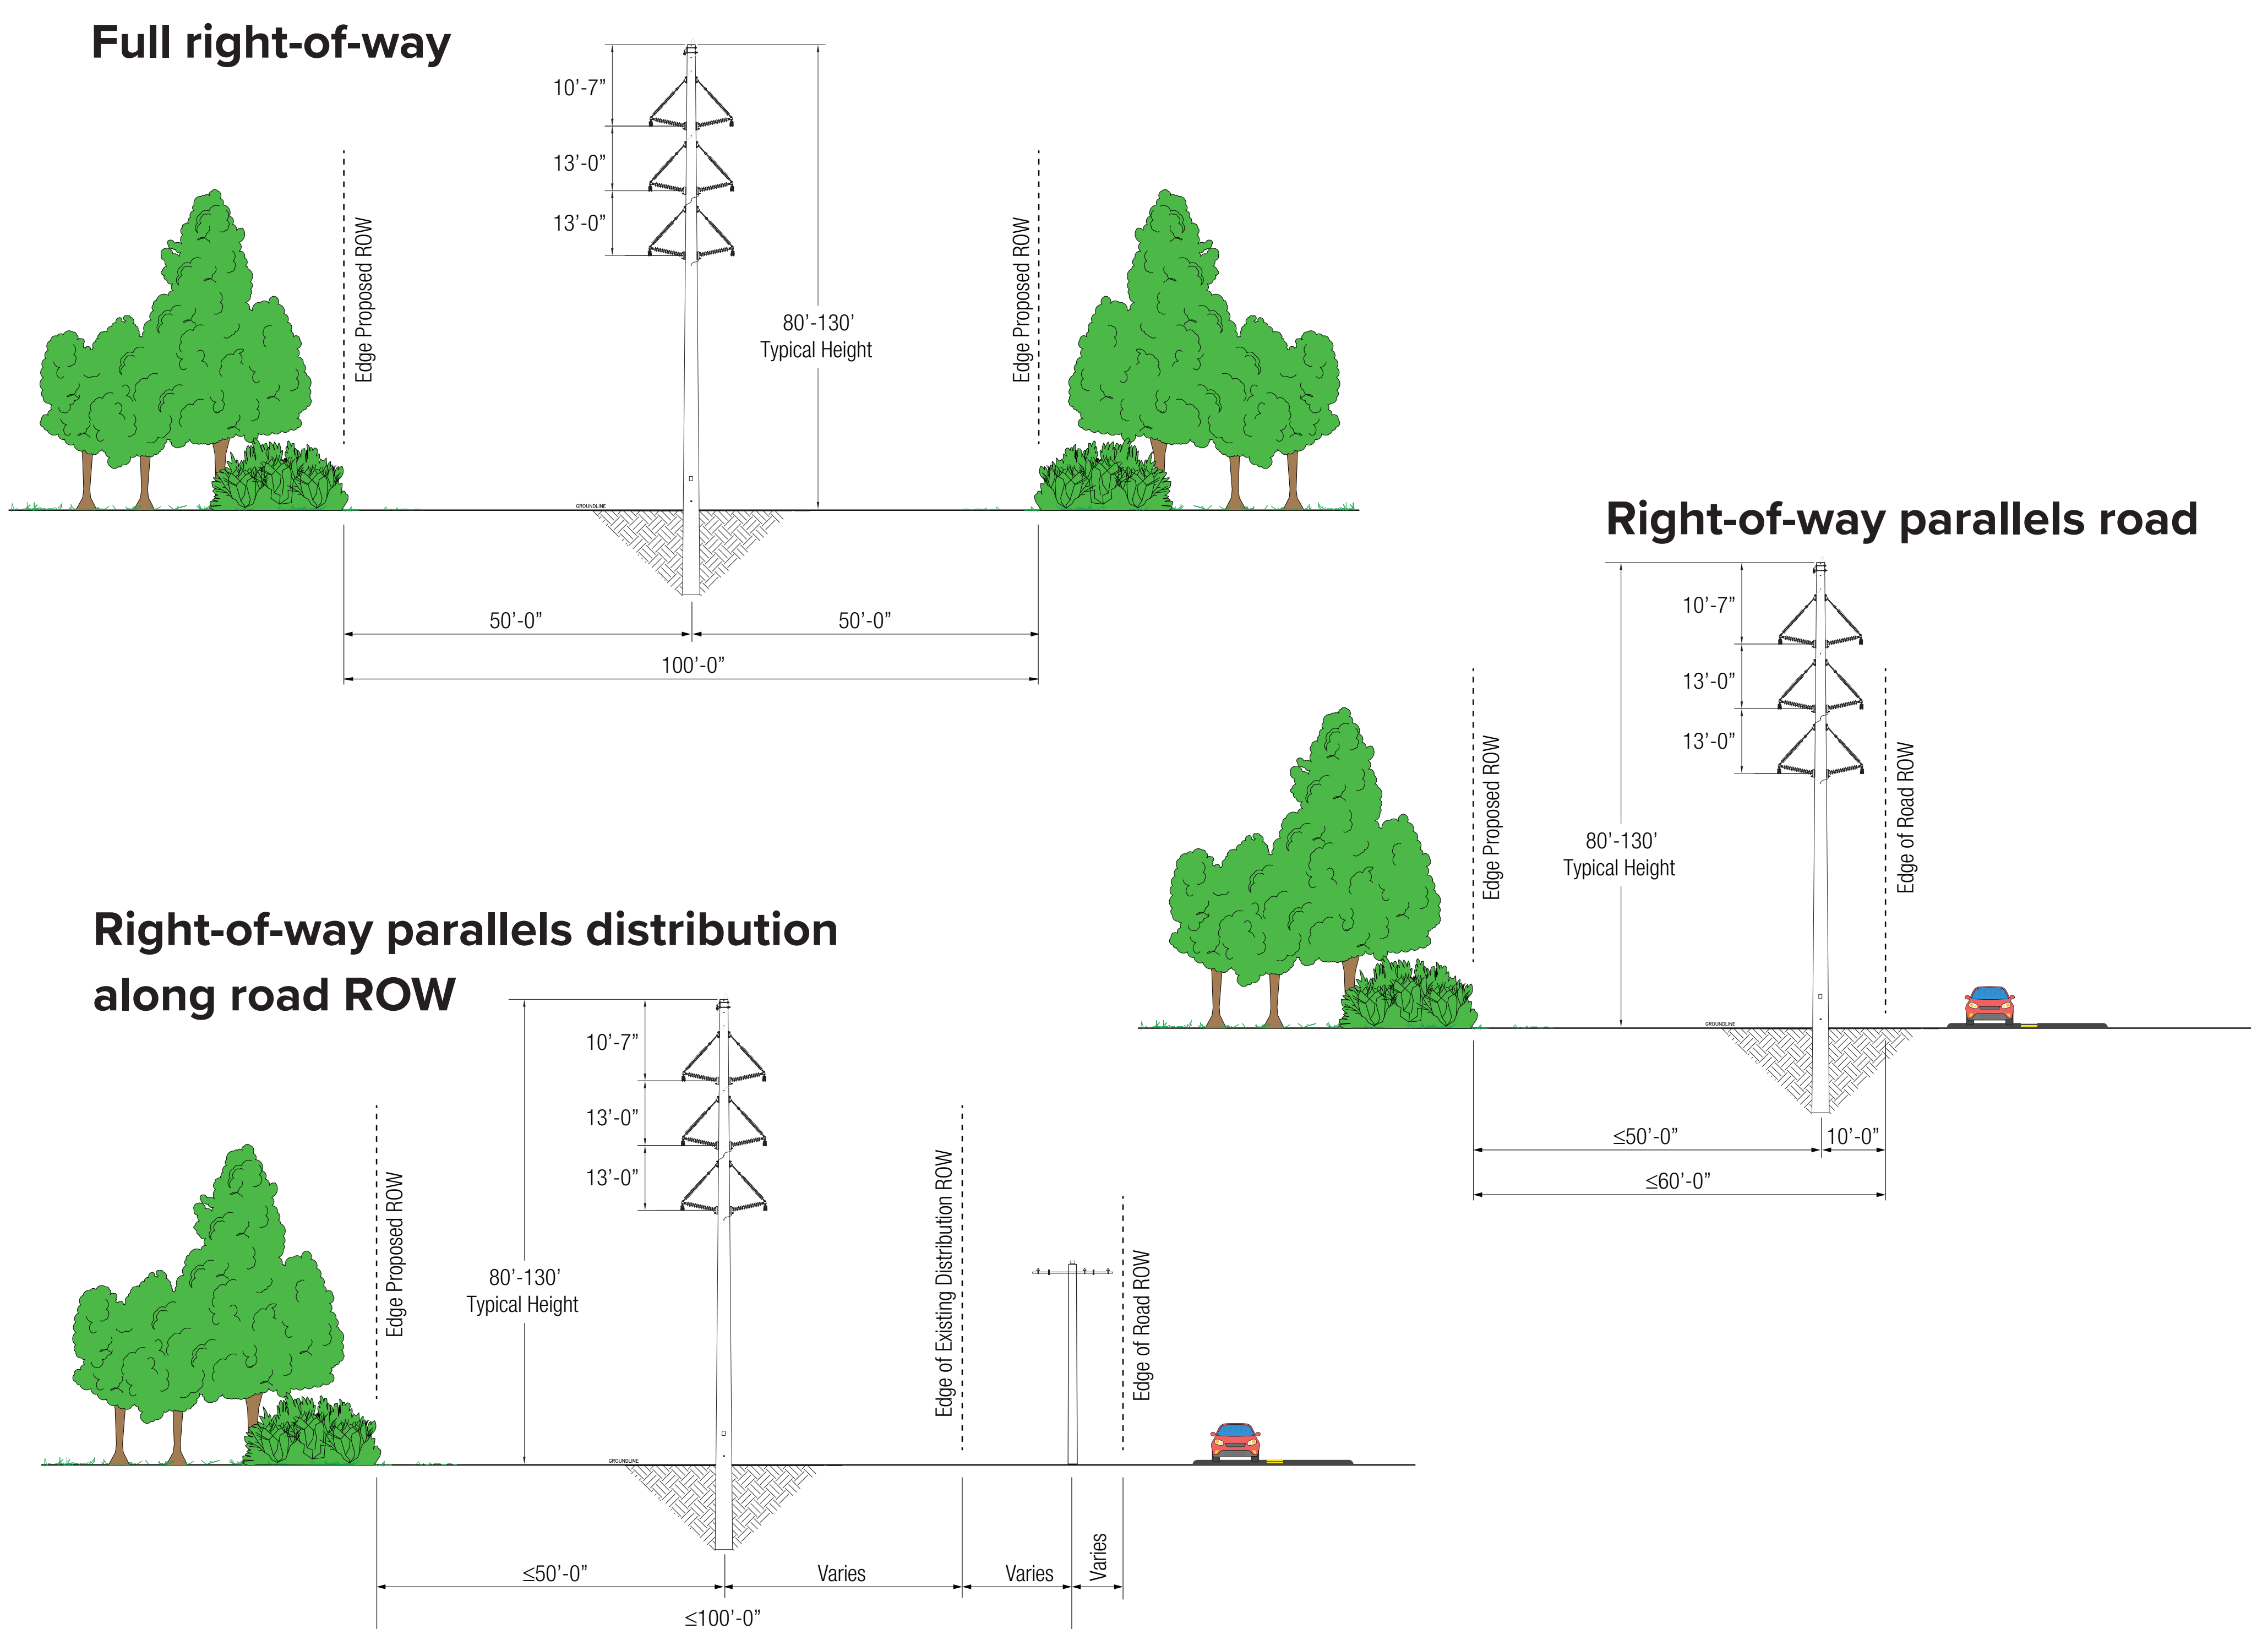 Full right-of-way
10’-7”
13’-0”
13’-0”
Edge Proposed ROW
80’-130’
Typical Height
Edge Proposed ROW
GROUNDLINE
50’-0”
50’-0”
100’-0”
Right-of-way parallels road
10’-7”
13’-0”
13’-0”
Edge Proposed ROW
80’-130’
Typical Height
Edge of Road ROW
GROUNDLINE
≤50’-0”
10’-0”
≤60’-0”
Right-of-way parallels distribution
along road ROW
10’-7”
13’-0”
13’-0”
Edge Proposed ROW
80’-130’
Typical Height
Edge of Existing Distribution ROW
Edge of Road ROW
GROUNDLINE
≤50’-0”
Varies
Varies
Varies
≤100’-0”